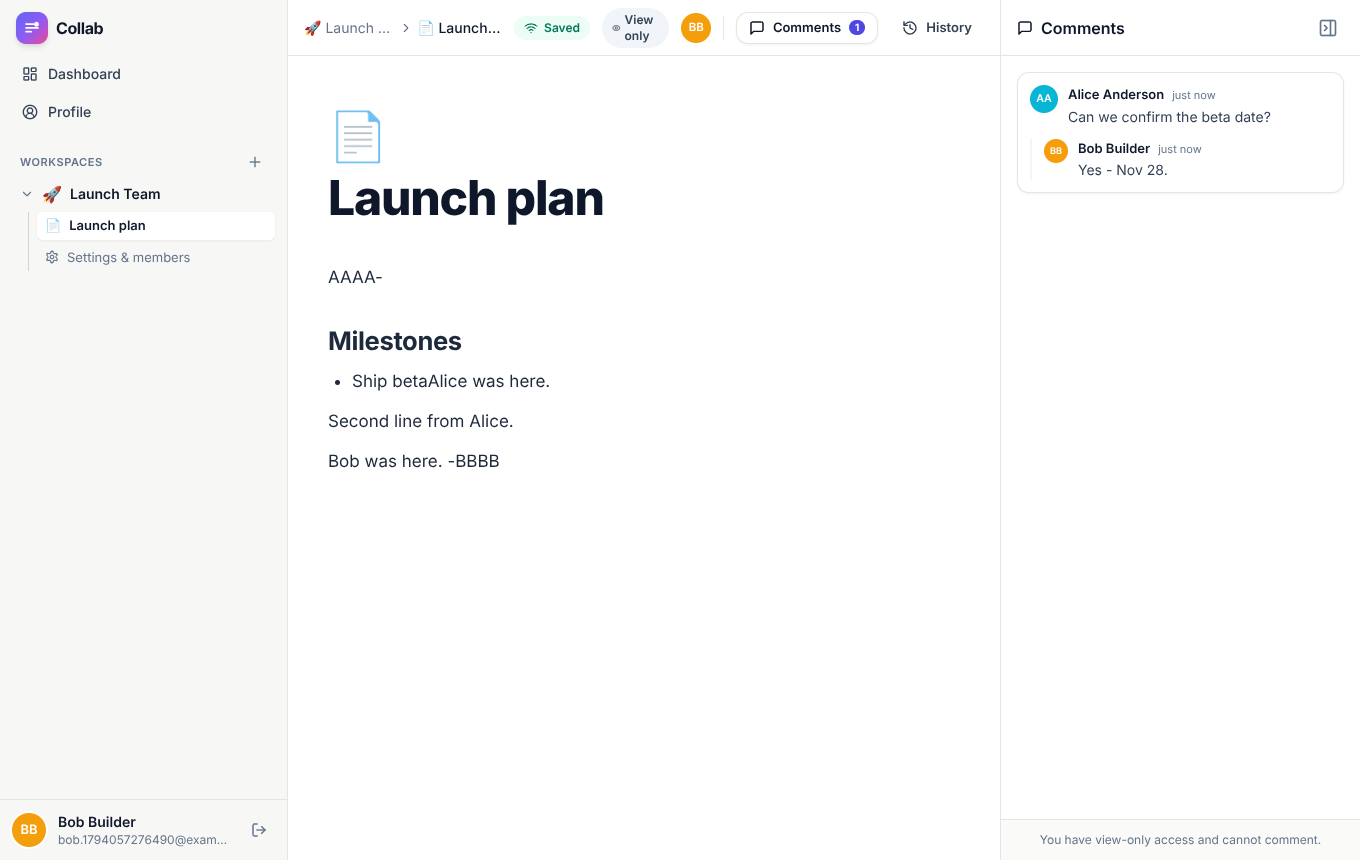 Collab
Dashboard
Profile
WORKSPACES
🚀 Launch Team
📄 Launch plan
Settings & members
BB
Bob Builder
bob.1794057276490@exam...
🚀 Launch ...
📄 Launch...
Saved
View
only
BB
Comments 1
History
Launch plan
AAAA-
Milestones
• Ship betaAlice was here.
Second line from Alice.
Bob was here. -BBBB
Comments
AA
Alice Anderson just now
Can we confirm the beta date?
BB
Bob Builder just now
Yes - Nov 28.
You have view-only access and cannot comment.